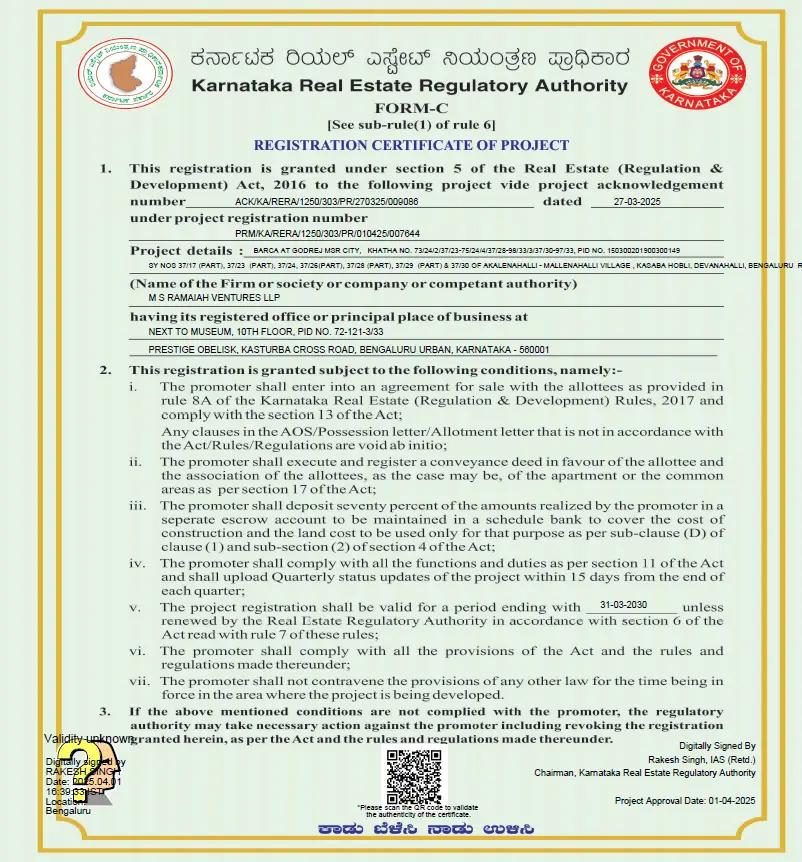 ಕರ್ನಾಟಕ ರಿಯಲ್ ಎಸ್ಟೇಟ್ ನಿಯಂತ್ರಣ ಪ್ರಾಧಿಕಾರ
GOVERNMENT OF
KARNATAKA
Karnataka Real Estate Regulatory Authority
FORM-C
[See sub-rule(1) of rule 6]
REGISTRATION CERTIFICATE OF PROJECT
1. This registration is granted under section 5 of the Real Estate (Regulation &
Development) Act, 2016 to the following project vide project acknowledgement
number ACK/KA/RERA/1250/303/PR/270325/009086 dated 27-03-2025
under project registration number
PRM/KA/RERA/1250/303/PR/010425/007644
Project details : BARCA AT GODREJ MSR CITY, KHATHA NO. 73/24/2/37/23-75/24/4/37/28-98/33/3/37/30-97/33, PID NO. 150300201900300149
SY NOS 37/17 (PART), 37/23 (PART), 37/24, 37/26(PART), 37/28 (PART), 37/29 (PART) & 37/30 OF AKALENAHALLI - MALLENAHALLI VILLAGE , KASABA HOBLI, DEVANAHALLI, BENGALURU R
(Name of the Firm or society or company or competant authority)
M S RAMAIAH VENTURES LLP
having its registered office or principal place of business at
NEXT TO MUSEUM, 10TH FLOOR, PID NO. 72-121-3/33
PRESTIGE OBELISK, KASTURBA CROSS ROAD, BENGALURU URBAN, KARNATAKA - 560001
2. This registration is granted subject to the following conditions, namely:-
i. The promoter shall enter into an agreement for sale with the allottees as provided in
rule 8A of the Karnataka Real Estate (Regulation & Development) Rules, 2017 and
comply with the section 13 of the Act;
Any clauses in the AOS/Possession letter/Allotment letter that is not in accordance with
the Act/Rules/Regulations are void ab initio;
ii. The promoter shall execute and register a conveyance deed in favour of the allottee and
the association of the allottees, as the case may be, of the apartment or the common
areas as per section 17 of the Act;
iii. The promoter shall deposit seventy percent of the amounts realized by the promoter in a
seperate escrow account to be maintained in a schedule bank to cover the cost of
construction and the land cost to be used only for that purpose as per sub-clause (D) of
clause (1) and sub-section (2) of section 4 of the Act;
iv. The promoter shall comply with all the functions and duties as per section 11 of the Act
and shall upload Quarterly status updates of the project within 15 days from the end of
each quarter;
v. The project registration shall be valid for a period ending with 31-03-2030 unless
renewed by the Real Estate Regulatory Authority in accordance with section 6 of the
Act read with rule 7 of these rules;
vi. The promoter shall comply with all the provisions of the Act and the rules and
regulations made thereunder;
vii. The promoter shall not contravene the provisions of any other law for the time being in
force in the area where the project is being developed.
3. If the above mentioned conditions are not complied with the promoter, the regulatory
authority may take necessary action against the promoter including revoking the registration
granted herein, as per the Act and the rules and regulations made thereunder.
Validity unknown
Digitally signed by
RAKESH SINGH
Date: 2025.04.01
16:39:33 IST
Location:
Bengaluru
Digitally Signed By
Rakesh Singh, IAS (Retd.)
Chairman, Karnataka Real Estate Regulatory Authority
Project Approval Date: 01-04-2025
*Please scan the QR code to validate
the authenticity of the certificate.
ಕಾಡು ಬೆಳೆಸಿ ನಾಡು ಉಳಿಸಿ